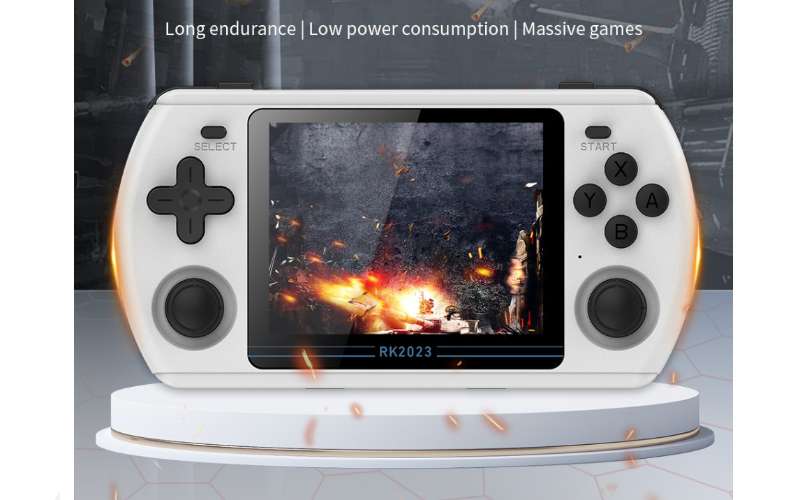 Long endurance | Low power consumption | Massive games
SELECT
START
X
Y
A
B
RK2023